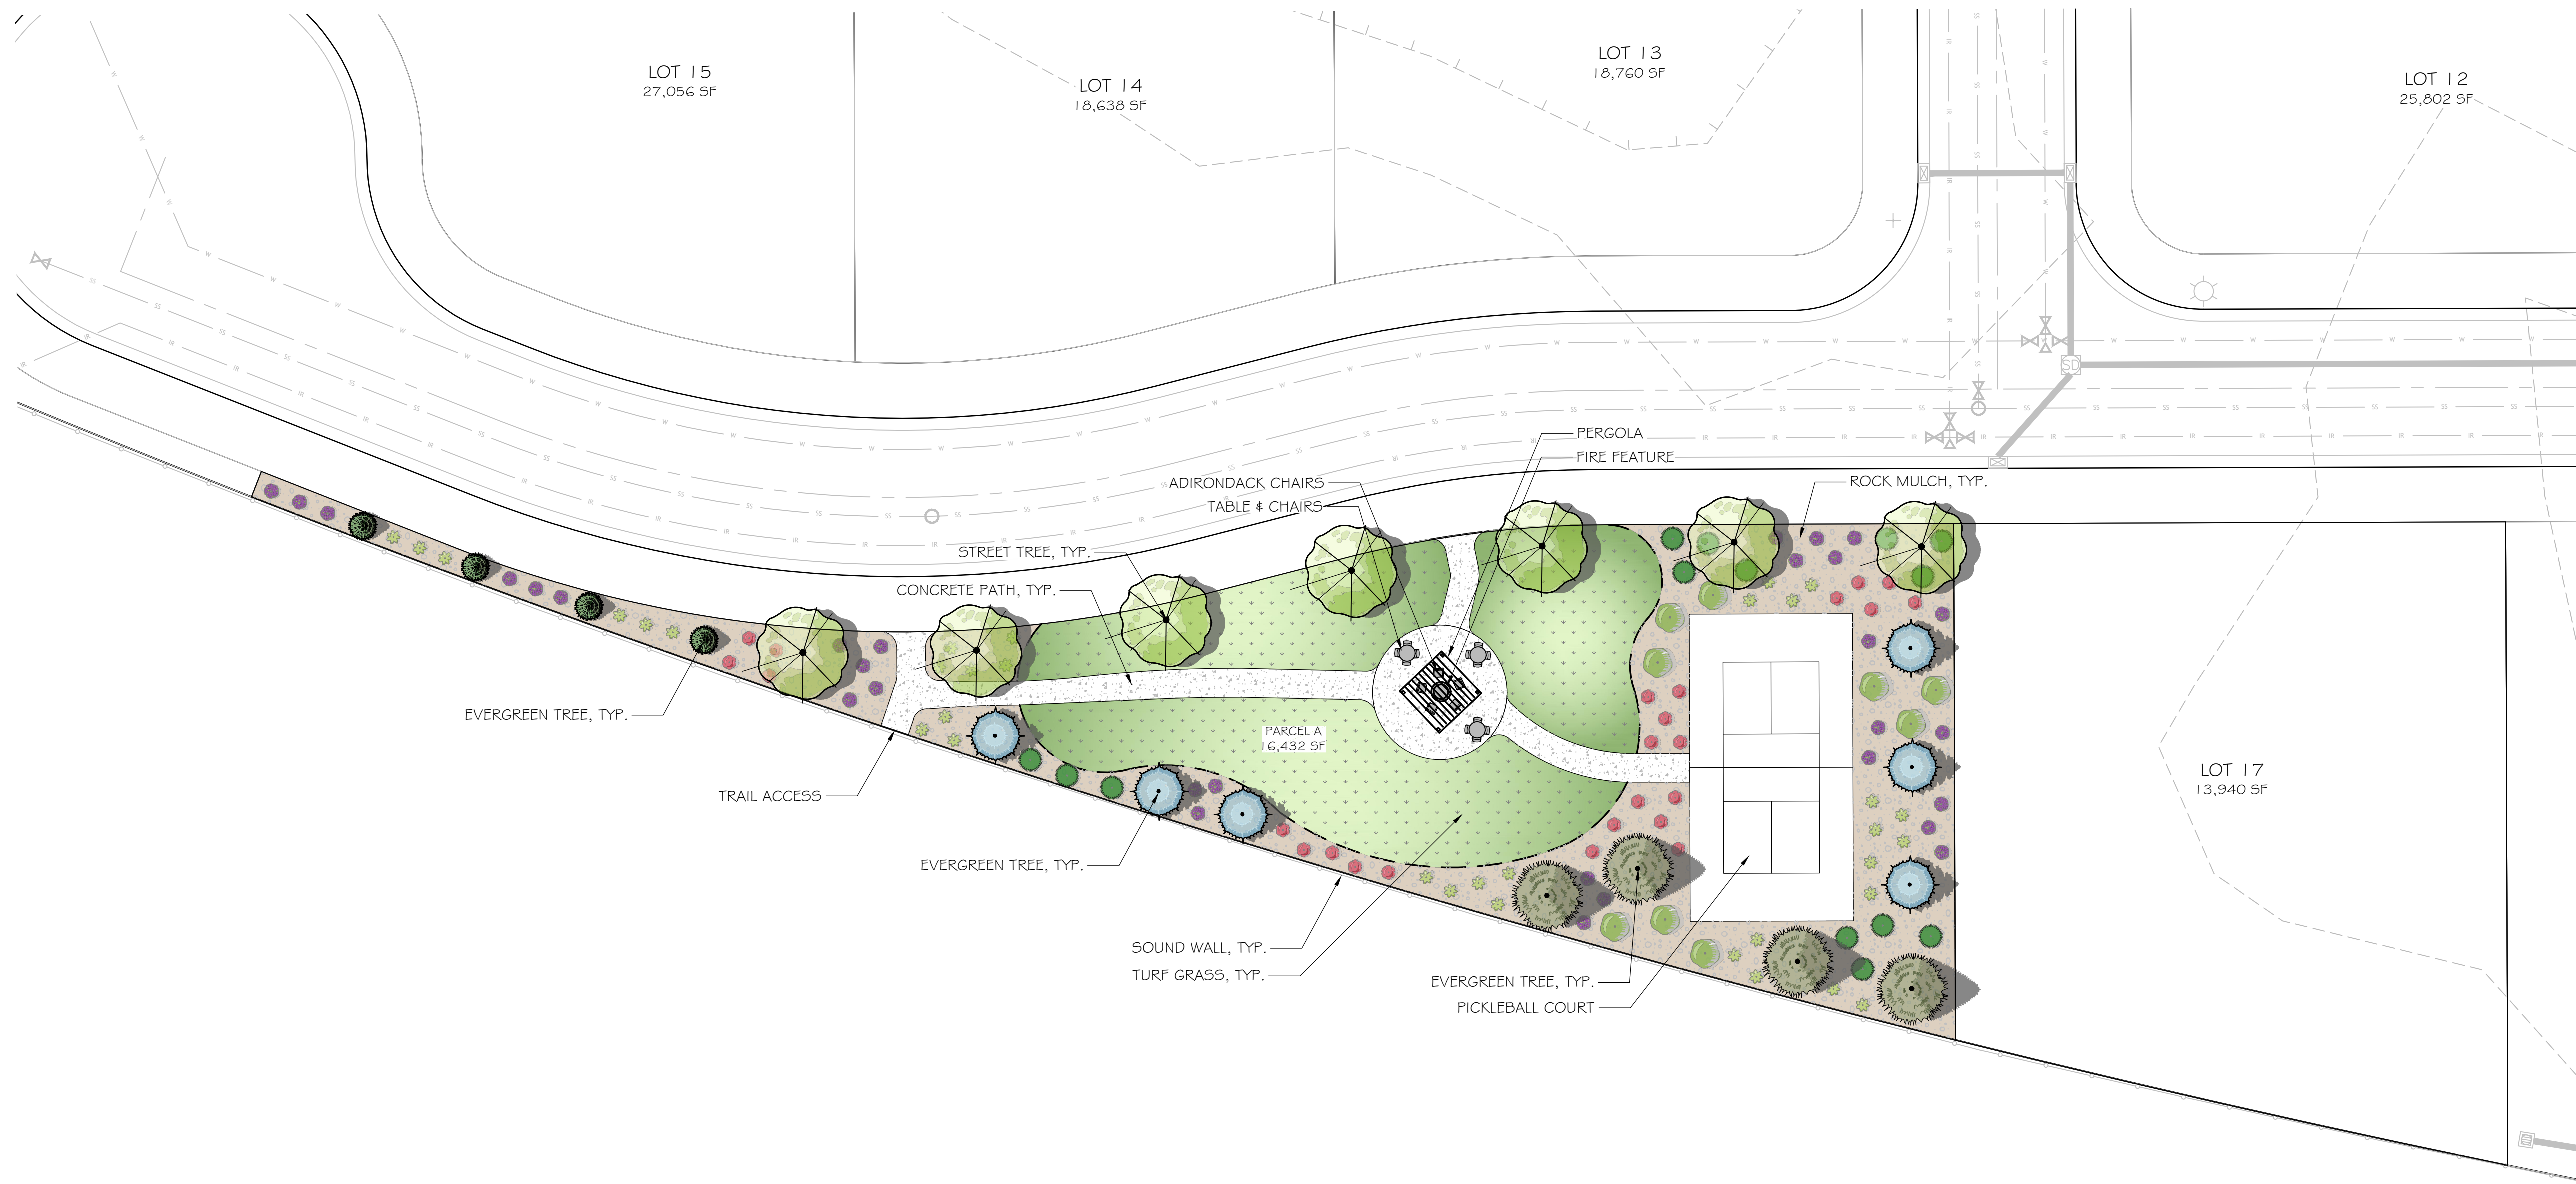 LOT 15
27,056 SF
LOT 14
18,638 SF
LOT 13
18,760 SF
LOT 12
25,802 SF
SD
PERGOLA
FIRE FEATURE
ADIRONDACK CHAIRS
TABLE & CHAIRS
ROCK MULCH, TYP.
STREET TREE, TYP.
CONCRETE PATH, TYP.
EVERGREEN TREE, TYP.
PARCEL A
16,432 SF
TRAIL ACCESS
LOT 17
13,940 SF
EVERGREEN TREE, TYP.
SOUND WALL, TYP.
TURF GRASS, TYP.
EVERGREEN TREE, TYP.
PICKLEBALL COURT